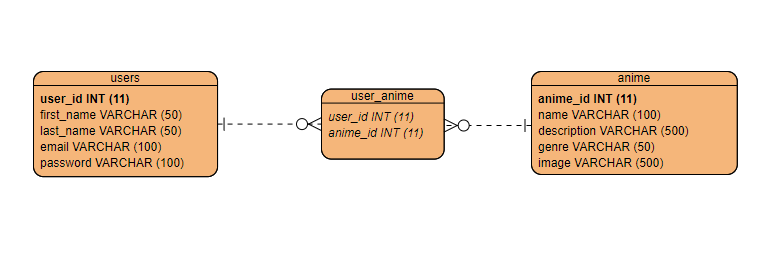 users
user_id INT (11)
first_name VARCHAR (50)
last_name VARCHAR (50)
email VARCHAR (100)
password VARCHAR (100)
user_anime
user_id INT (11)
anime_id INT (11)
anime
anime_id INT (11)
name VARCHAR (100)
description VARCHAR (500)
genre VARCHAR (50)
image VARCHAR (500)